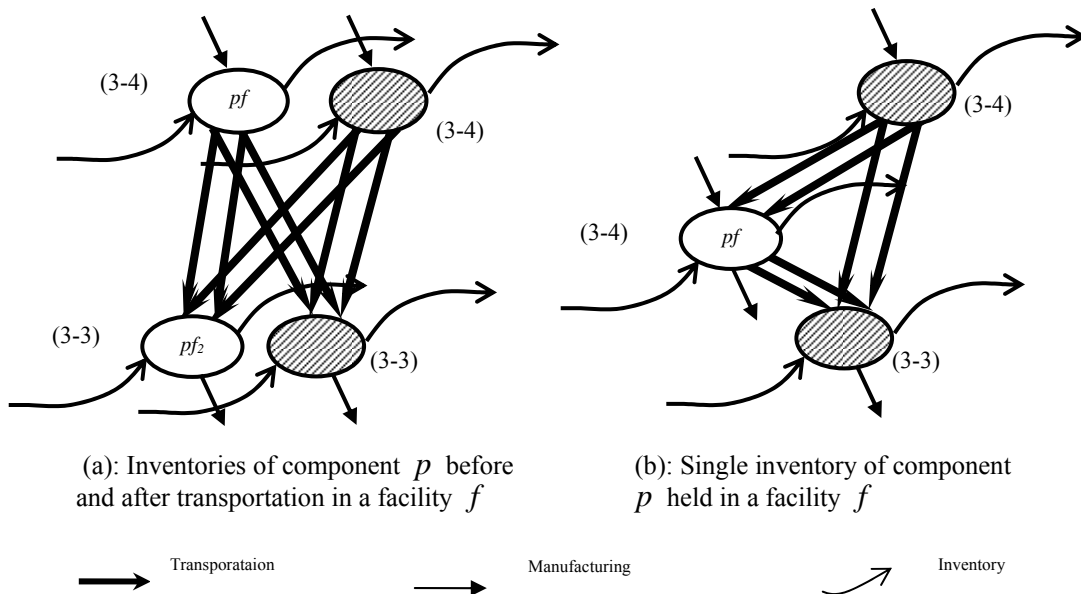 (3-4)
pf
(3-4)
(3-3)
pf₂
(3-3)
(3-4)
(3-4)
pf
(3-3)
(a): Inventories of component p before
and after transportation in a facility f
(b): Single inventory of component
p held in a facility f
Transporataion
Manufacturing
Inventory